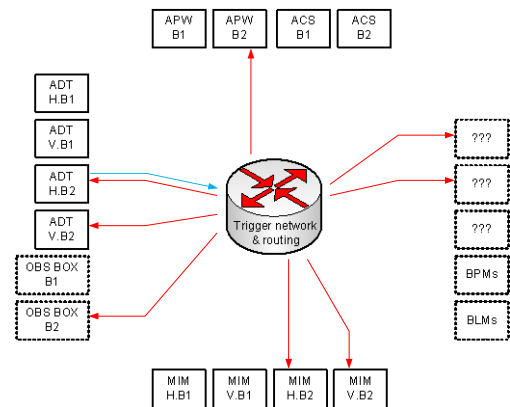 APW
B1
APW
B2
ACS
B1
ACS
B2
ADT
H.B1
ADT
V.B1
ADT
H.B2
ADT
V.B2
OBS BOX
B1
OBS BOX
B2
Trigger network
& routing
???
???
???
BPMs
BLMs
MIM
H.B1
MIM
V.B1
MIM
H.B2
MIM
V.B2